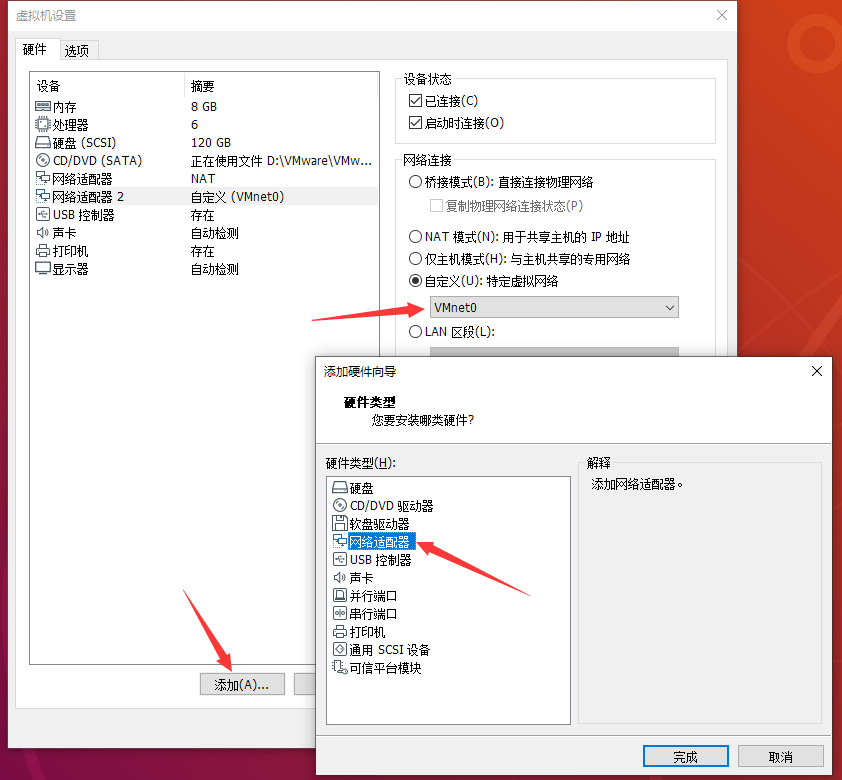 虚拟机设置
硬件 选项
设备 摘要
内存 8 GB
处理器 6
硬盘 (SCSI) 120 GB
CD/DVD (SATA) 正在使用文件 D:\VMware\VMw...
网络适配器 NAT
网络适配器 2 自定义 (VMnet0)
USB 控制器 存在
声卡 自动检测
打印机 存在
显示器 自动检测
添加(A)...
设备状态
已连接(C)
启动时连接(O)
网络连接
桥接模式(B): 直接连接物理网络
复制物理网络连接状态(P)
NAT 模式(N): 用于共享主机的 IP 地址
仅主机模式(H): 与主机共享的专用网络
自定义(U): 特定虚拟网络
VMnet0
LAN 区段(L):
添加硬件向导
硬件类型
您要安装哪类硬件?
硬件类型(H):
硬盘
CD/DVD 驱动器
软盘驱动器
网络适配器
USB 控制器
声卡
并行端口
串行端口
打印机
通用 SCSI 设备
可信平台模块
解释
添加网络适配器。
完成 取消